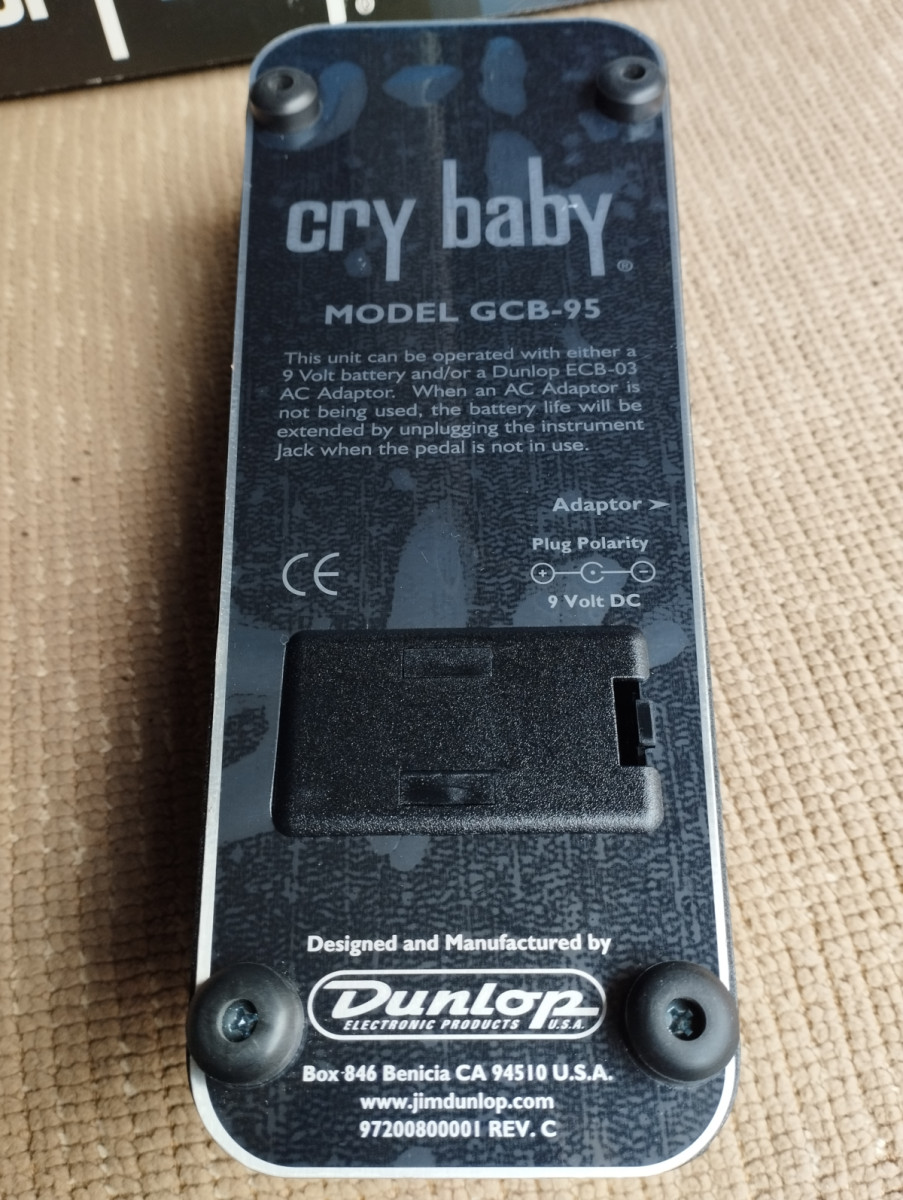 ®
cry baby ®
MODEL GCB-95
This unit can be operated with either a
9 Volt battery and/or a Dunlop ECB-03
AC Adaptor. When an AC Adaptor is
not being used, the battery life will be
extended by unplugging the instrument
Jack when the pedal is not in use.
Adaptor ➤
Plug Polarity
CE
+ -
9 Volt DC
Designed and Manufactured by
Dunlop
ELECTRONIC PRODUCTS U.S.A.
Box 846 Benicia CA 94510 U.S.A.
www.jimdunlop.com
97200800001 REV. C